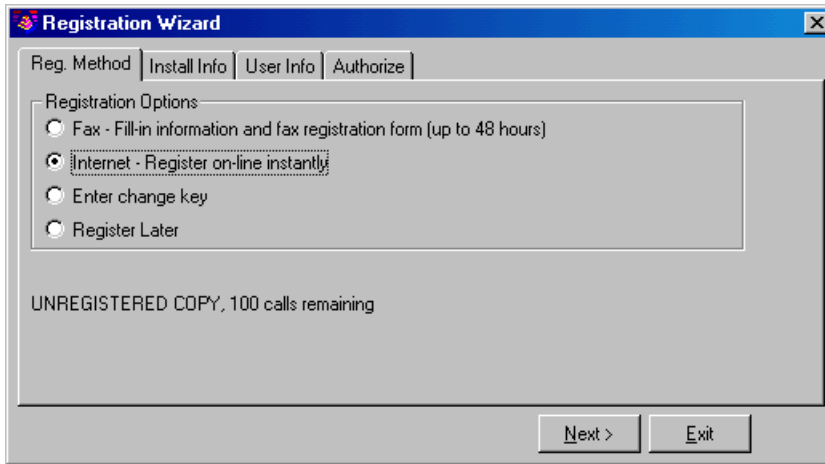 Registration Wizard
Reg. Method Install Info User Info Authorize
Registration Options
Fax - Fill-in information and fax registration form (up to 48 hours)
Internet - Register on-line instantly
Enter change key
Register Later
UNREGISTERED COPY, 100 calls remaining
Next > Exit